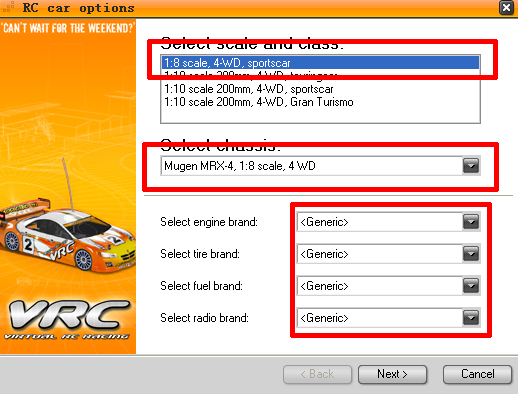 RC car options
"CAN'T WAIT FOR THE WEEKEND?"
Select scale and class:
1:8 scale, 4-WD, sportscar
1:10 scale 200mm, 4-WD, touringcar
1:10 scale 200mm, 4-WD, sportscar
1:10 scale 200mm, 4-WD, Gran Turismo
Select chassis:
Mugen MRX-4, 1:8 scale, 4 WD
Select engine brand:
<Generic>
Select tire brand:
<Generic>
Select fuel brand:
<Generic>
Select radio brand:
<Generic>
2
VRC
VRC
VIRTUAL RC RACING
< Back
Next >
Cancel